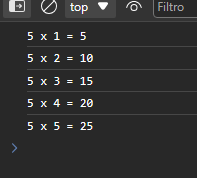 top
Filtro
5 x 1 = 5
5 x 2 = 10
5 x 3 = 15
5 x 4 = 20
5 x 5 = 25